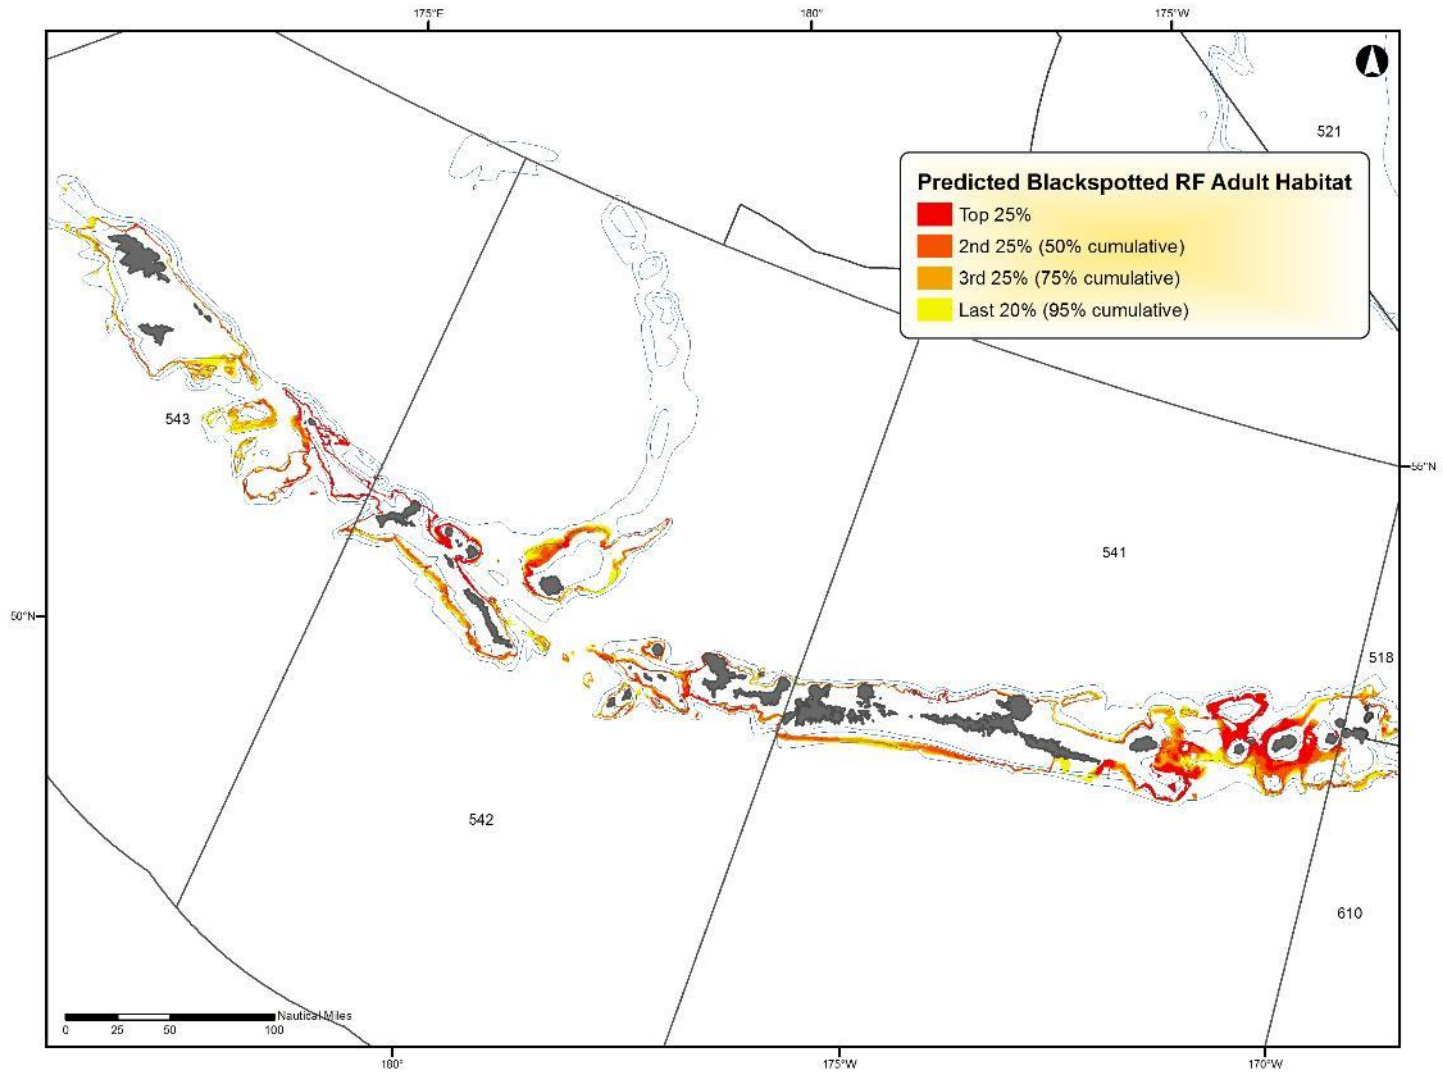 175°E
180°
175°W
521
Predicted Blackspotted RF Adult Habitat
Top 25%
2nd 25% (50% cumulative)
3rd 25% (75% cumulative)
Last 20% (95% cumulative)
543
55°N
541
50°N
518
542
610
Nautical Miles
0 25 50 100
180°
175°W
170°W